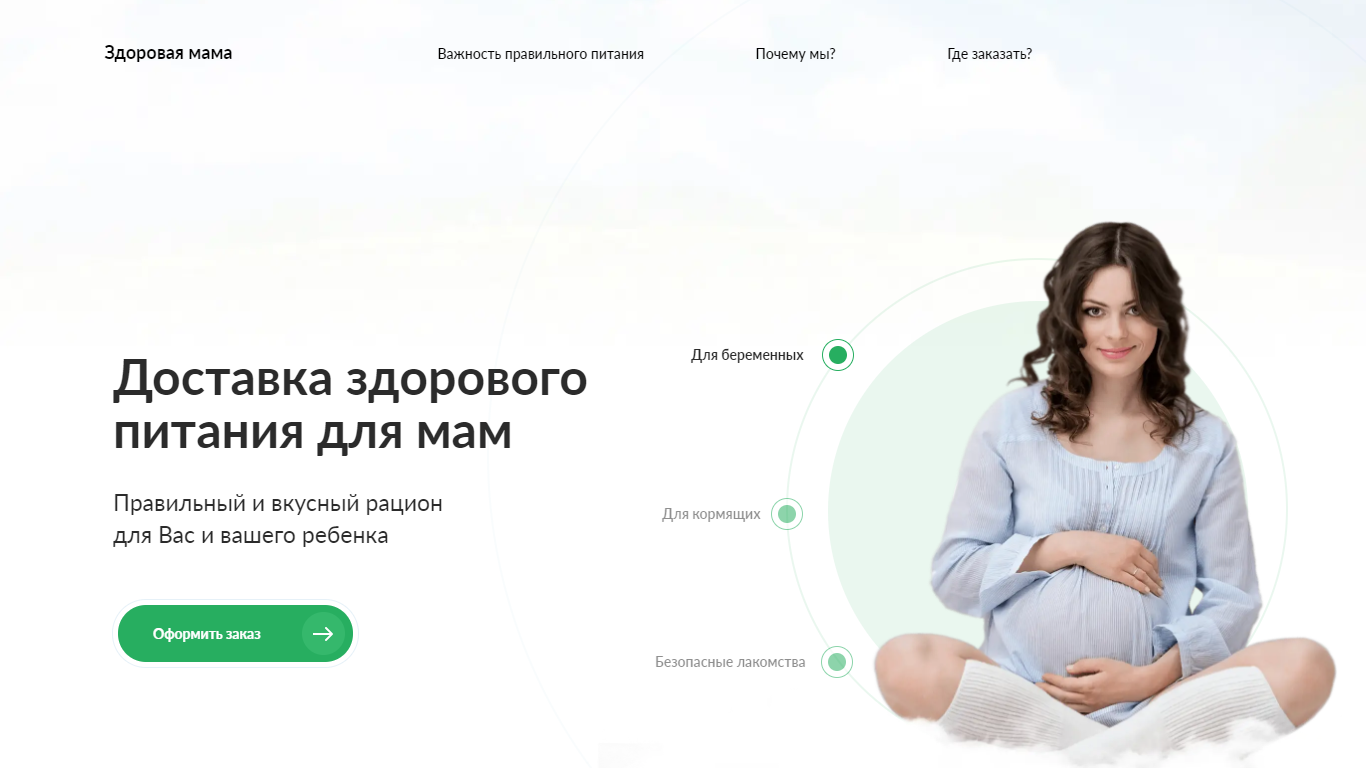 Здоровая мама
Важность правильного питания
Почему мы?
Где заказать?
Доставка здорового
питания для мам
Правильный и вкусный рацион
для Вас и вашего ребенка
Оформить заказ
Для беременных
Для кормящих
Безопасные лакомства